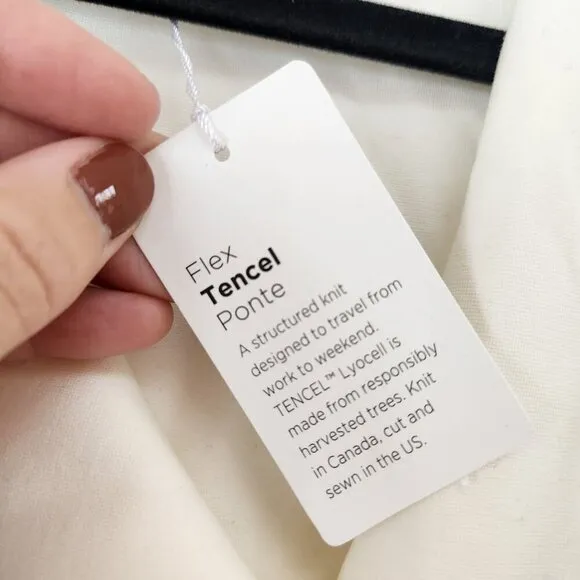 Flex
Tencel
Ponte
A structured knit
designed to travel from
work to weekend.
TENCEL™ Lyocell is
made from responsibly
harvested trees. Knit
in Canada, cut and
sewn in the US.